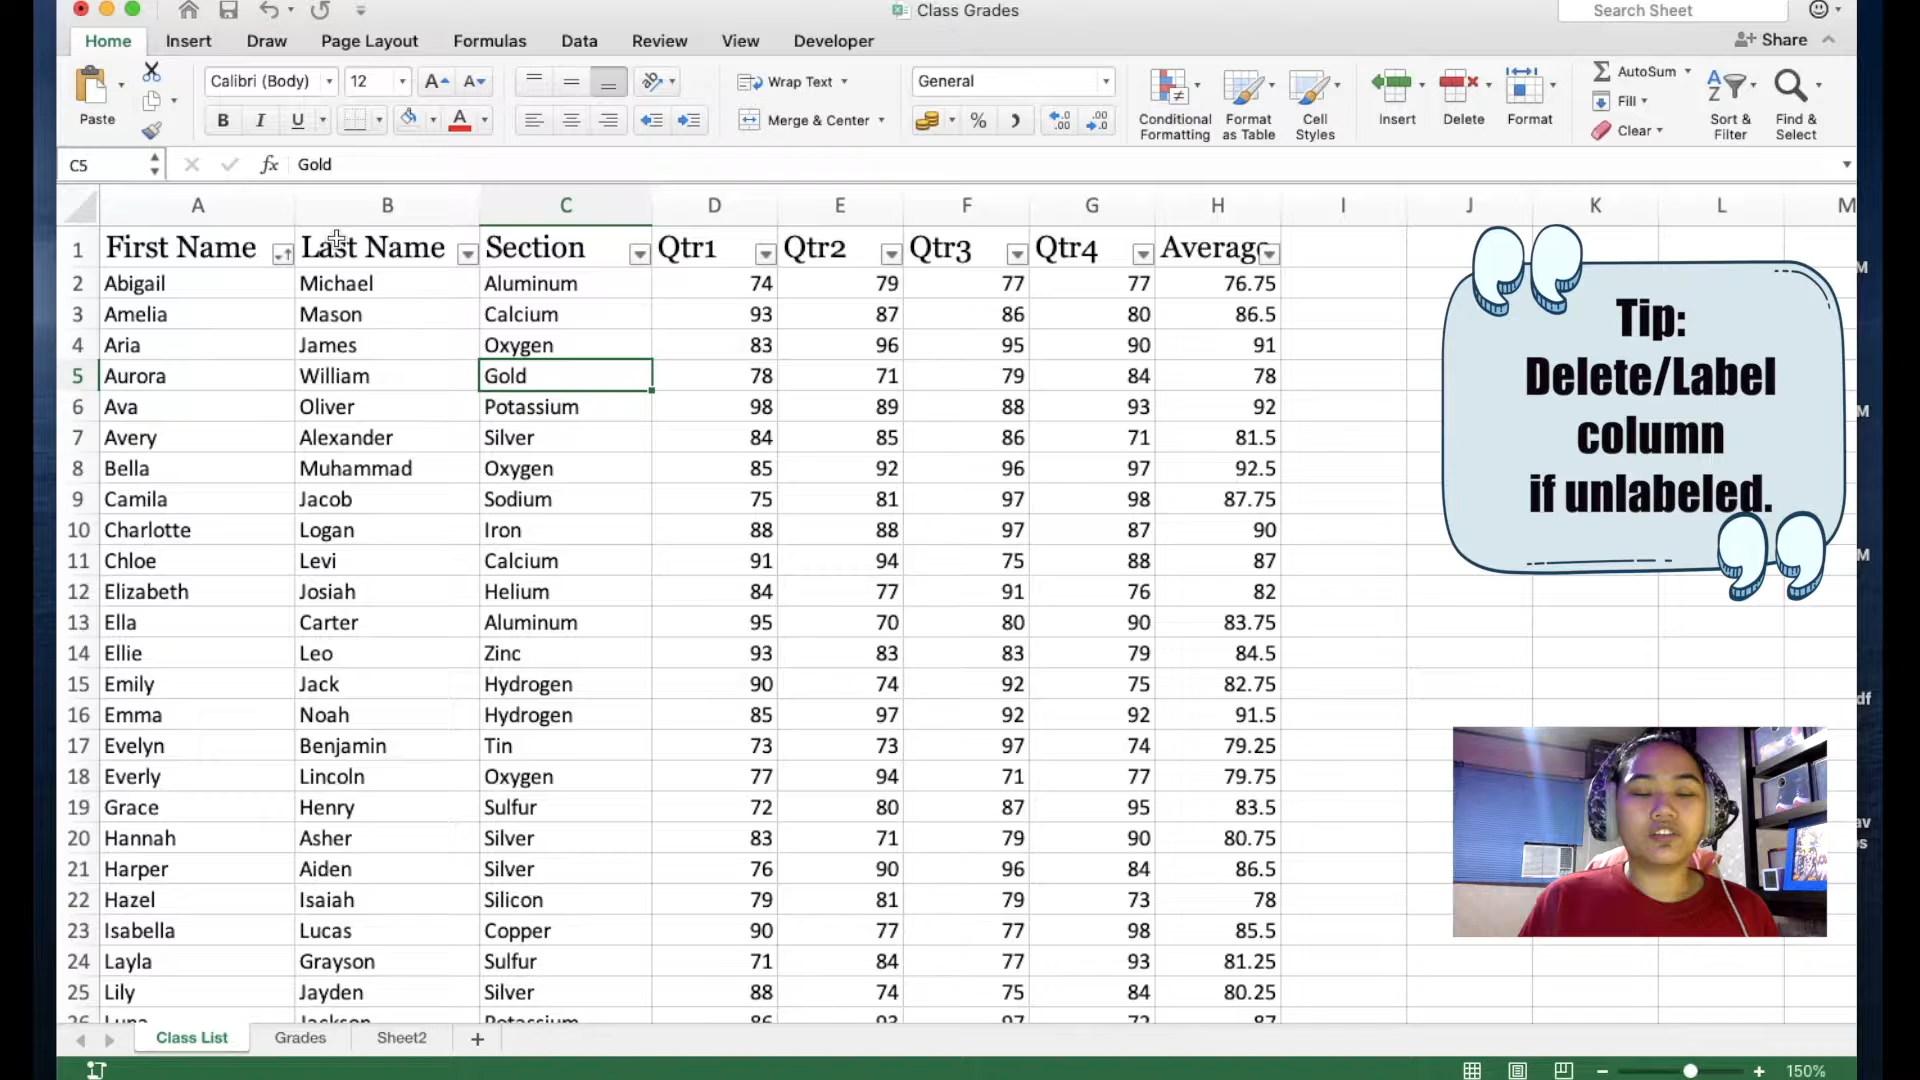 Class Grades
Search Sheet
Home Insert Draw Page Layout Formulas Data Review View Developer
Share
Paste
Calibri (Body) 12
A A
B I U A
Wrap Text
Merge & Center
General
%
Conditional Formatting
Format as Table
Cell Styles
Insert
Delete
Format
AutoSum
Fill
Clear
Sort & Filter
Find & Select
C5 fx Gold
A B C D E F G H I J K L M
1 First Name Last Name Section Qtr1 Qtr2 Qtr3 Qtr4
2 Abigail Michael Aluminum 74 79 77 77 76.75
3 Amelia Mason Calcium 93 87 86 80 86.5
4 Aria James Oxygen 83 96 95 90 91
5 Aurora William Gold 78 71 79 84 78
6 Ava Oliver Potassium 98 89 88 93 92
7 Avery Alexander Silver 84 85 86 71 81.5
8 Bella Muhammad Oxygen 85 92 96 97 92.5
9 Camila Jacob Sodium 75 81 97 98 87.75
10 Charlotte Logan Iron 88 88 97 87 90
11 Chloe Levi Calcium 91 94 75 88 87
12 Elizabeth Josiah Helium 84 77 91 76 82
13 Ella Carter Aluminum 95 70 80 90 83.75
14 Ellie Leo Zinc 93 83 83 79 84.5
15 Emily Jack Hydrogen 90 74 92 75 82.75
16 Emma Noah Hydrogen 85 97 92 92 91.5
17 Evelyn Benjamin Tin 73 73 97 74 79.25
18 Everly Lincoln Oxygen 77 94 71 77 79.75
19 Grace Henry Sulfur 72 80 87 95 83.5
20 Hannah Asher Silver 83 71 79 90 80.75
21 Harper Aiden Silver 76 90 96 84 86.5
22 Hazel Isaiah Silicon 79 81 79 73 78
23 Isabella Lucas Copper 90 77 77 98 85.5
24 Layla Grayson Sulfur 71 84 77 93 81.25
25 Lily Jayden Silver 88 74 75 84 80.25
Tip:
Delete/Label
column
if unlabeled.
Class List Grades Sheet2
150%